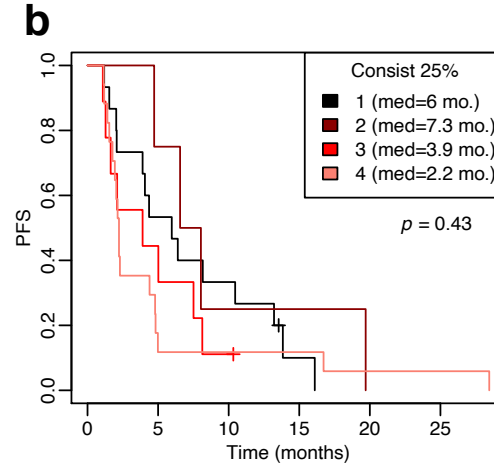 b
Consist 25%
1 (med=6 mo.)
2 (med=7.3 mo.)
3 (med=3.9 mo.)
4 (med=2.2 mo.)
p = 0.43
PFS
1.0
0.8
0.6
0.4
0.2
0.0
0 5 10 15 20 25
Time (months)